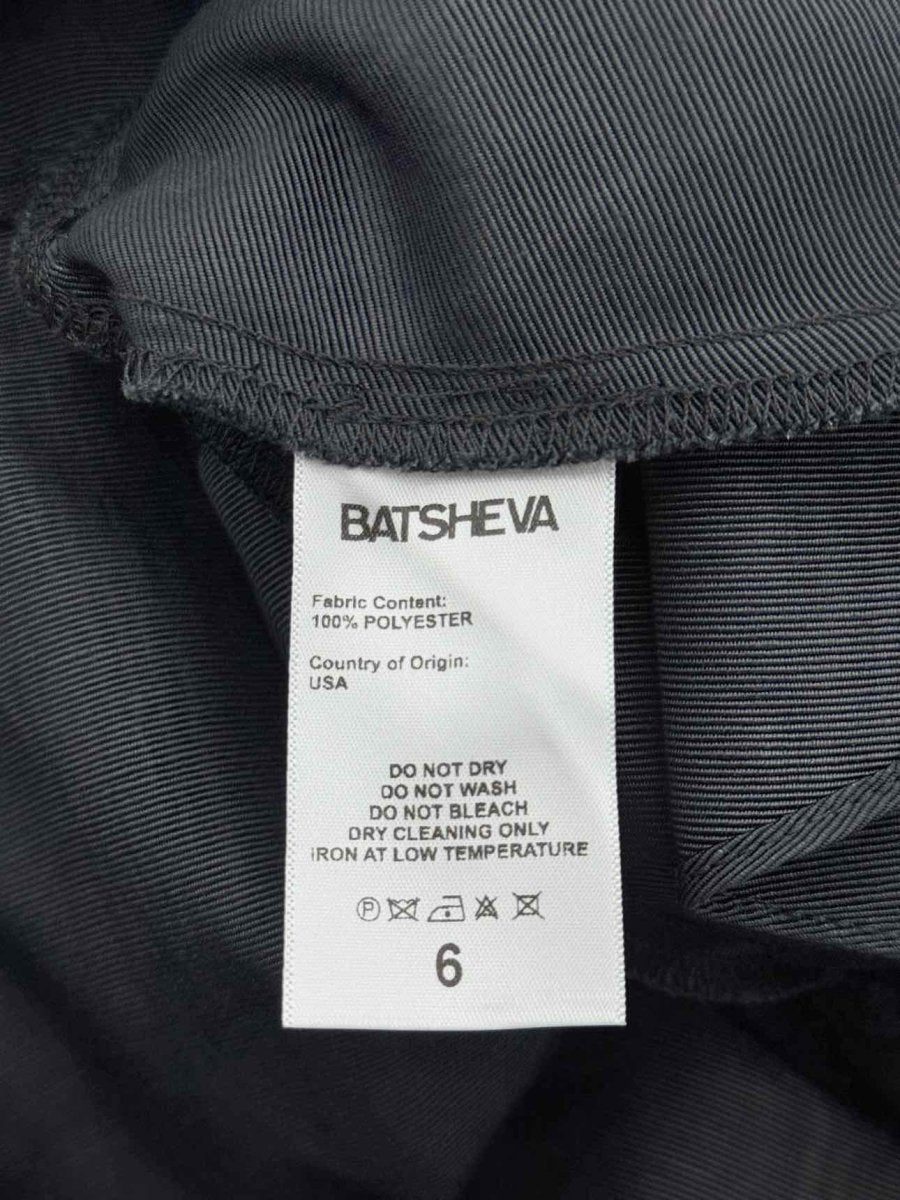 BATSHEVA
Fabric Content:
100% POLYESTER
Country of Origin:
USA
DO NOT DRY
DO NOT WASH
DO NOT BLEACH
DRY CLEANING ONLY
IRON AT LOW TEMPERATURE
P
6